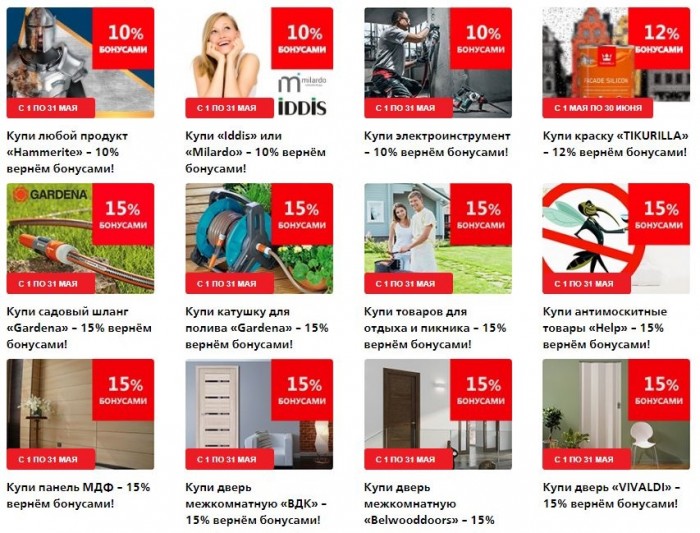 10%
БОНУСАМИ
С 1 ПО 31 МАЯ
Купи любой продукт
«Hammerite» – 10%
вернём бонусами!
10%
БОНУСАМИ
milardo
IDDIS
С 1 ПО 31 МАЯ
Купи «Iddis» или
«Milardo» – 10% вернём
бонусами!
10%
БОНУСАМИ
С 1 ПО 31 МАЯ
Купи электроинструмент
– 10% вернём бонусами!
12%
БОНУСАМИ
FACADE SILICON
С 1 МАЯ ПО 30 ИЮНЯ
Купи краску «TIKURILLA»
– 12% вернём бонусами!
GARDENA
15%
БОНУСАМИ
С 1 ПО 31 МАЯ
Купи садовый шланг
«Gardena» – 15% вернём
бонусами!
15%
БОНУСАМИ
С 1 ПО 31 МАЯ
Купи катушку для
полива «Gardena» – 15%
вернём бонусами!
15%
БОНУСАМИ
С 1 ПО 31 МАЯ
Купи товаров для
отдыха и пикника – 15%
вернём бонусами!
15%
БОНУСАМИ
С 1 ПО 31 МАЯ
Купи антимоскитные
товары «Help» – 15%
вернём бонусами!
15%
БОНУСАМИ
С 1 ПО 31 МАЯ
Купи панель МДФ – 15%
вернём бонусами!
15%
БОНУСАМИ
С 1 ПО 31 МАЯ
Купи дверь
межкомнатную «ВДК» –
15% вернём бонусами!
15%
БОНУСАМИ
С 1 ПО 31 МАЯ
Купи дверь
межкомнатную
«Belwooddoors» – 15%
15%
БОНУСАМИ
С 1 ПО 31 МАЯ
Купи дверь «VIVALDI» –
15% вернём бонусами!